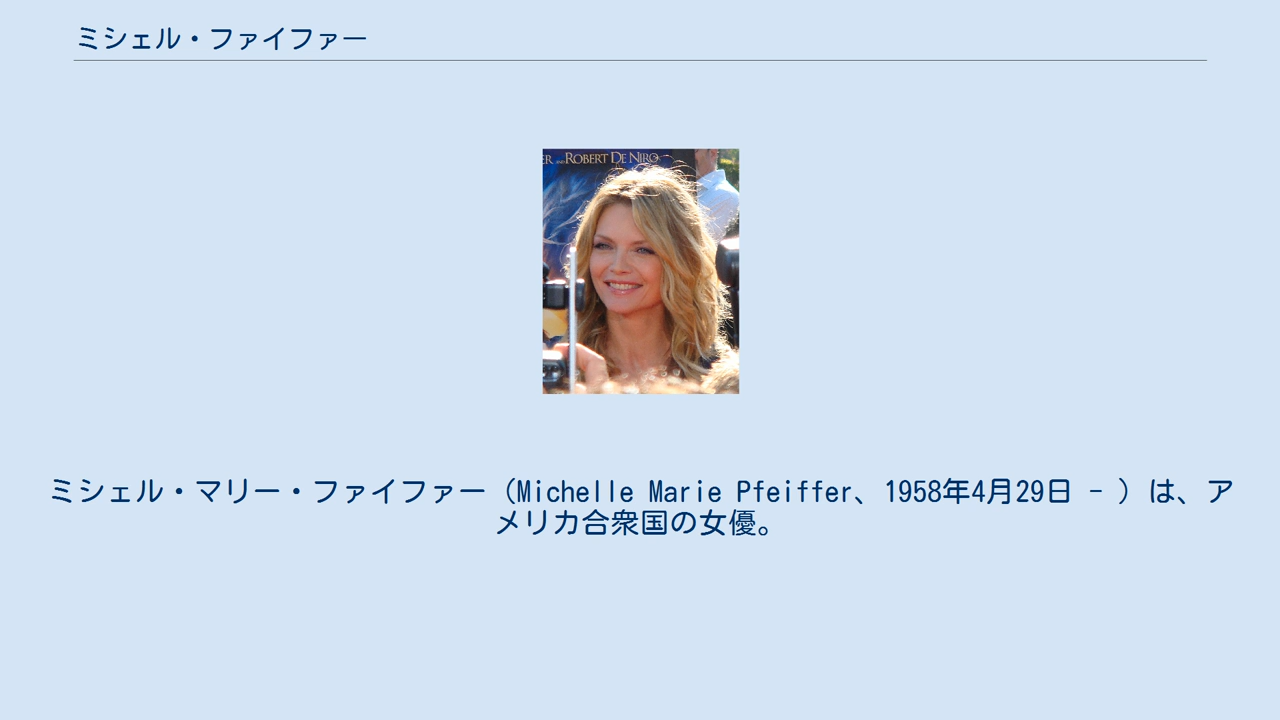 ミシェル・ファイファー
ER AND ROBERT DE NIRO
ミシェル・マリー・ファイファー（Michelle Marie Pfeiffer、1958年4月29日 - ）は、ア
メリカ合衆国の女優。